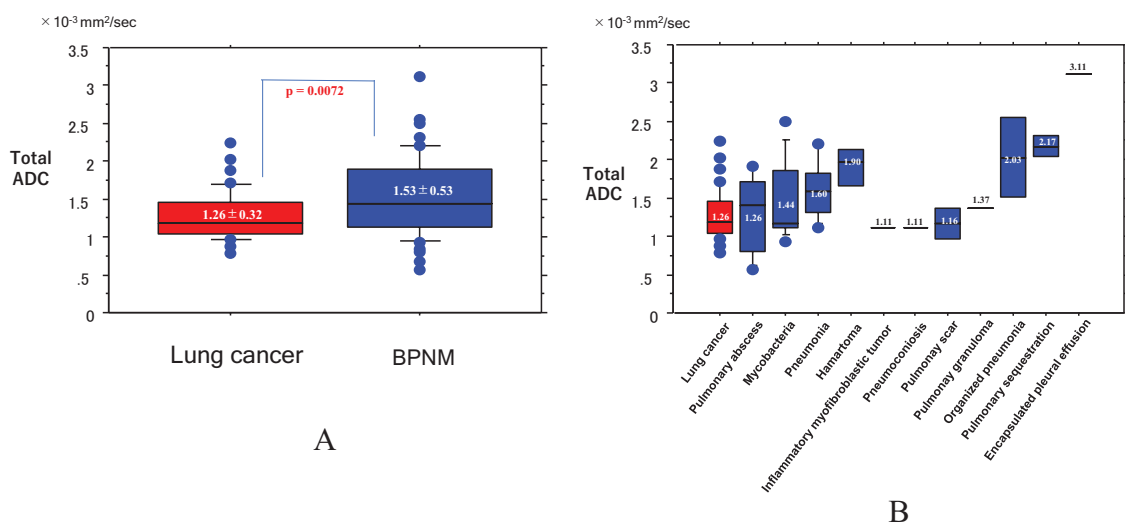 × 10-3 mm2/sec
3.5
3
2.5
2
1.5
1
.5
0
Total
ADC
p = 0.0072
1.26 ± 0.32
1.53 ± 0.53
Lung cancer
BPNM
A
× 10-3 mm2/sec
3.5
3
2.5
2
1.5
1
.5
0
Total
ADC
1.26
1.26
1.44
1.60
1.90
1.11
1.11
1.16
1.37
2.03
2.17
3.11
Lung cancer
Pulmonary abscess
Mycobacteria
Pneumonia
Hamartoma
Inflammatory myofibroblastic tumor
Pneumoconiosis
Pulmonay scar
Pulmonay granuloma
Organized pneumonia
Pulmonary sequestration
Encapsulated pleural effusion
B